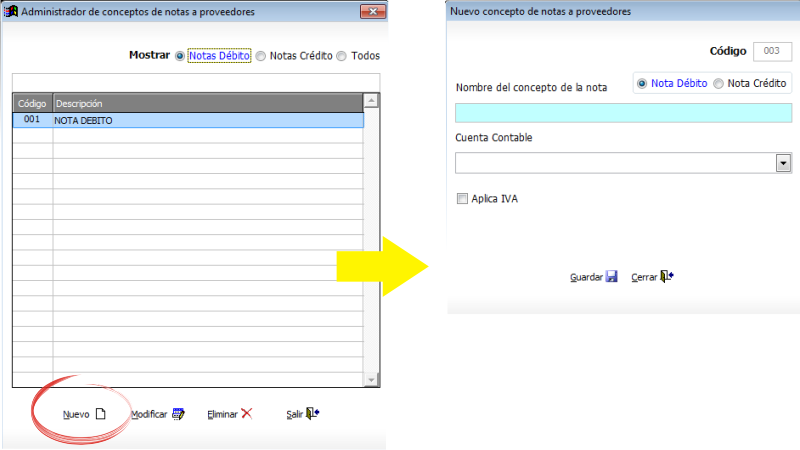 Administrador de conceptos de notas a proveedores
Mostrar Notas Débito Notas Crédito Todos
Código Descripción
001 NOTA DEBITO
Nuevo Modificar Eliminar Salir
Nuevo concepto de notas a proveedores
Código 003
Nombre del concepto de la nota Nota Débito Nota Crédito
Cuenta Contable
Aplica IVA
Guardar Cerrar